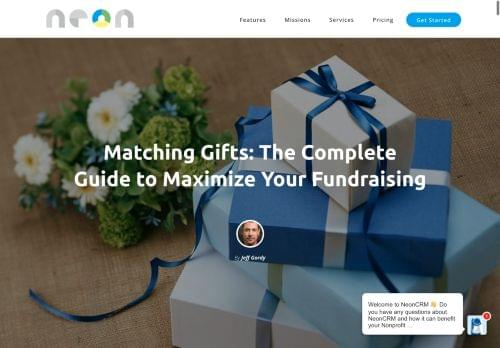 neon
Features Missions Services Pricing Get Started
Matching Gifts: The Complete
Guide to Maximize Your Fundraising
By Jeff Gordy
Welcome to NeonCRM 👋 Do
you have any questions about
NeonCRM and how it can benefit
your Nonprofit ...
1